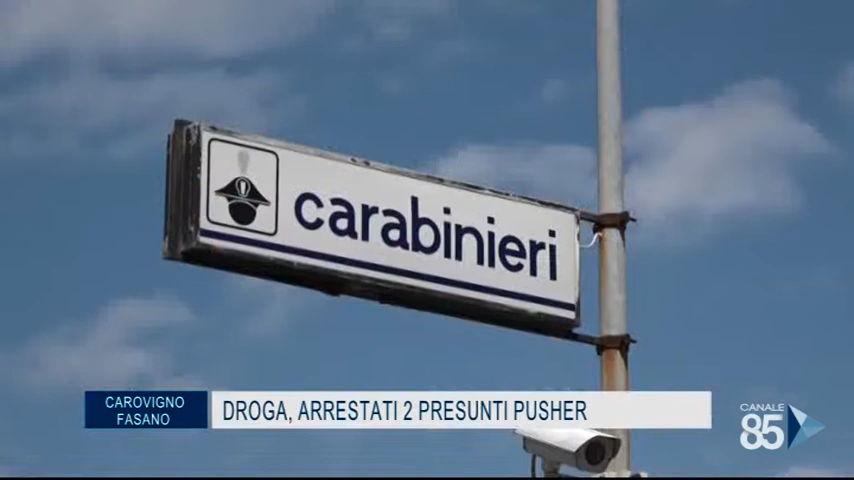 carabinieri
CAROVIGNO
FASANO
DROGA, ARRESTATI 2 PRESUNTI PUSHER
CANALE
85